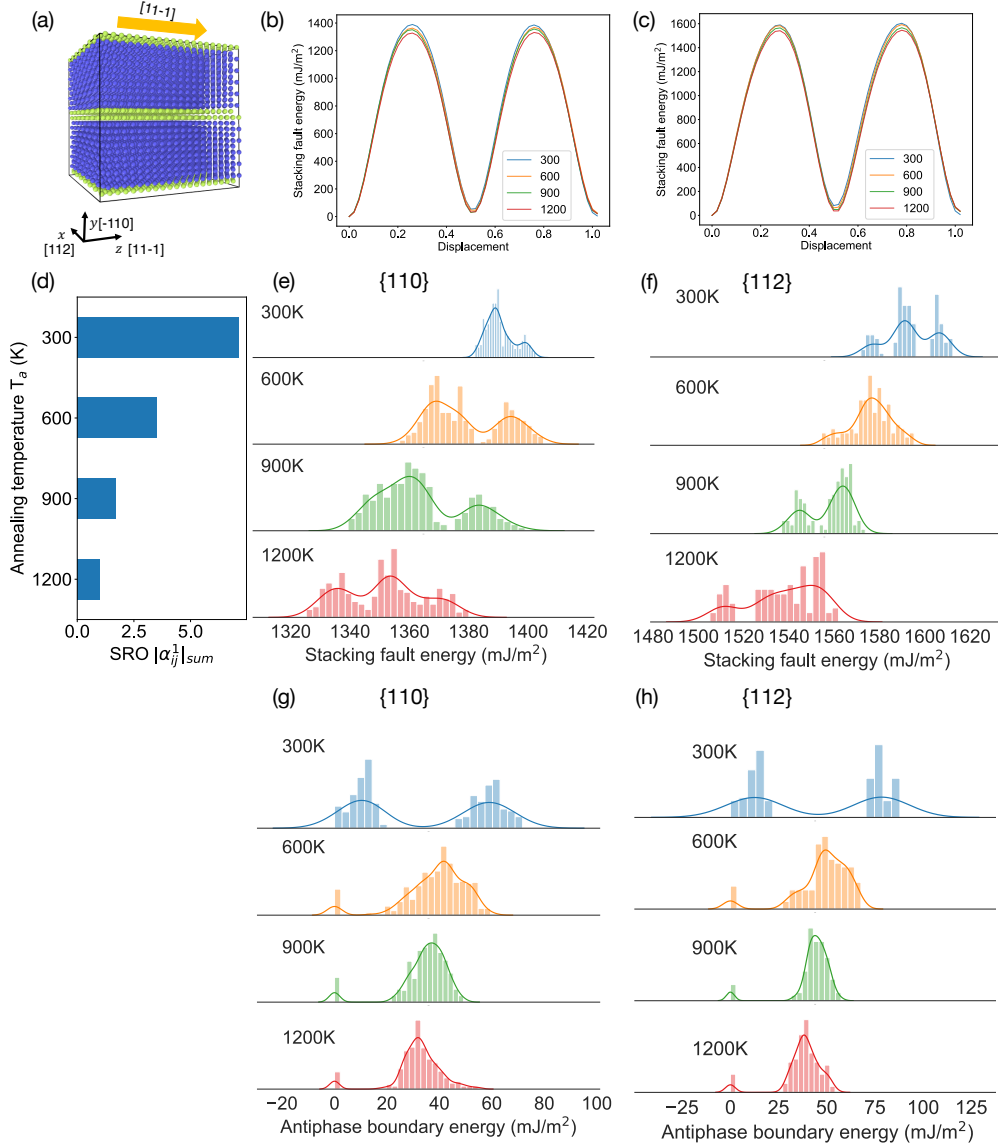 (a)
[11-1]
y[-110]
x
[112]
z [11-1]
(b)
Stacking fault energy (mJ/m²)
1400
1200
1000
800
600
400
200
0
300
600
900
1200
0.0 0.2 0.4 0.6 0.8 1.0
Displacement
(c)
Stacking fault energy (mJ/m²)
1600
1400
1200
1000
800
600
400
200
0
300
600
900
1200
0.0 0.2 0.4 0.6 0.8 1.0
Displacement
(d)
Annealing temperature T_a (K)
300
600
900
1200
0.0 2.5 5.0
SRO |α¹ᵢⱼ|sum
(e) {110}
300K
600K
900K
1200K
1320 1340 1360 1380 1400 1420
Stacking fault energy (mJ/m²)
(f) {112}
300K
600K
900K
1200K
1480 1500 1520 1540 1560 1580 1600 1620
Stacking fault energy (mJ/m²)
(g) {110}
300K
600K
900K
1200K
0 20 40 60 80 100
Antiphase boundary energy (mJ/m²)
(h) {112}
300K
600K
900K
1200K
−25 0 25 50 75 100 125
Antiphase boundary energy (mJ/m²)